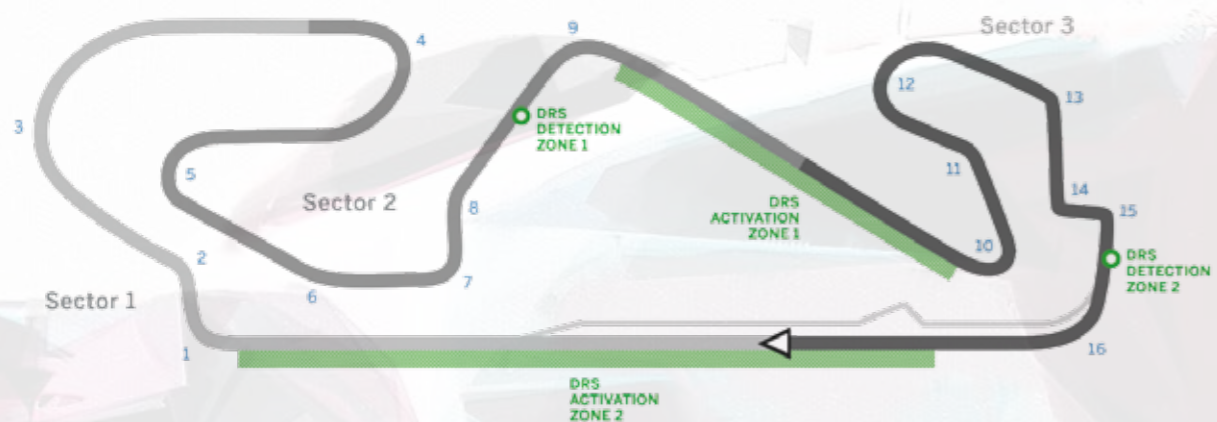 Sector 3
9
4
12
13
DRS
DETECTION
ZONE 1
3
11
5
Sector 2
8
DRS
ACTIVATION
ZONE 1
14
15
2
10
DRS
DETECTION
ZONE 2
7
6
Sector 1
1
16
DRS
ACTIVATION
ZONE 2